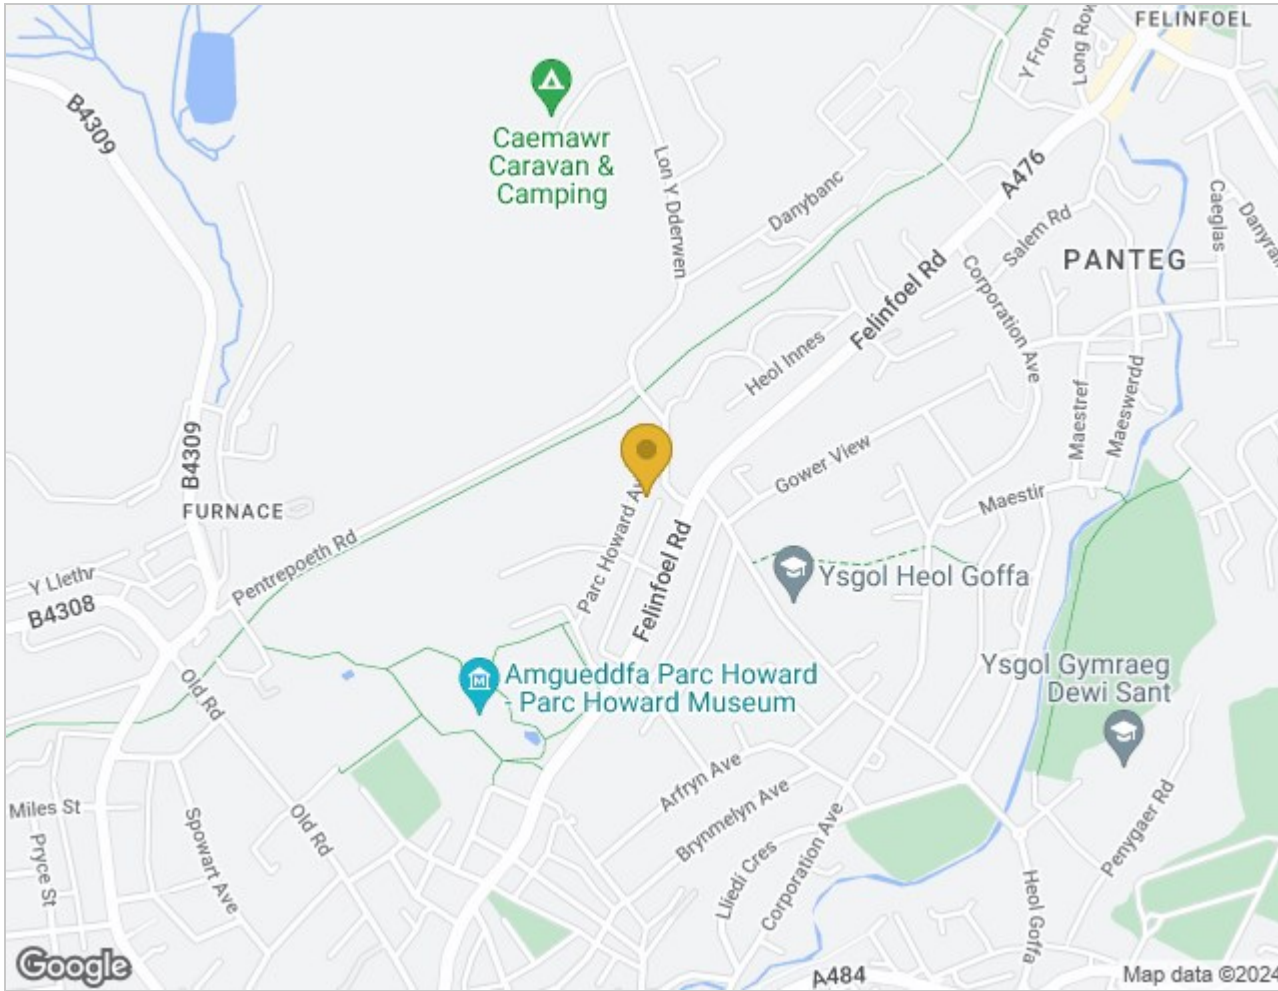 FELINFOEL
Y Fron
Long Row
B4309
Caemawr
Caravan &
Camping
Lon Y Dderwen
Danybanc
A476
Salem Rd
Caeglas
PANTEG
Felinfoel Rd
Corporation Ave
Heol Innes
Maestref
Maeswerdd
B4309
Gower View
Maestir
FURNACE
Parc Howard
Pentrepoeth Rd
Felinfoel Rd
Ysgol Heol Goffa
Y Llethr
B4308
Ysgol Gymraeg
Dewi Sant
Amgueddfa Parc Howard
- Parc Howard Museum
Old Rd
Arfryn Ave
Brynmelyn Ave
Penygaer Rd
Miles St
Pryce St
Spowart Ave
Old Rd
Lliedi Cres
Corporation Ave
Heol Goffa
A484
Google
Map data ©2024